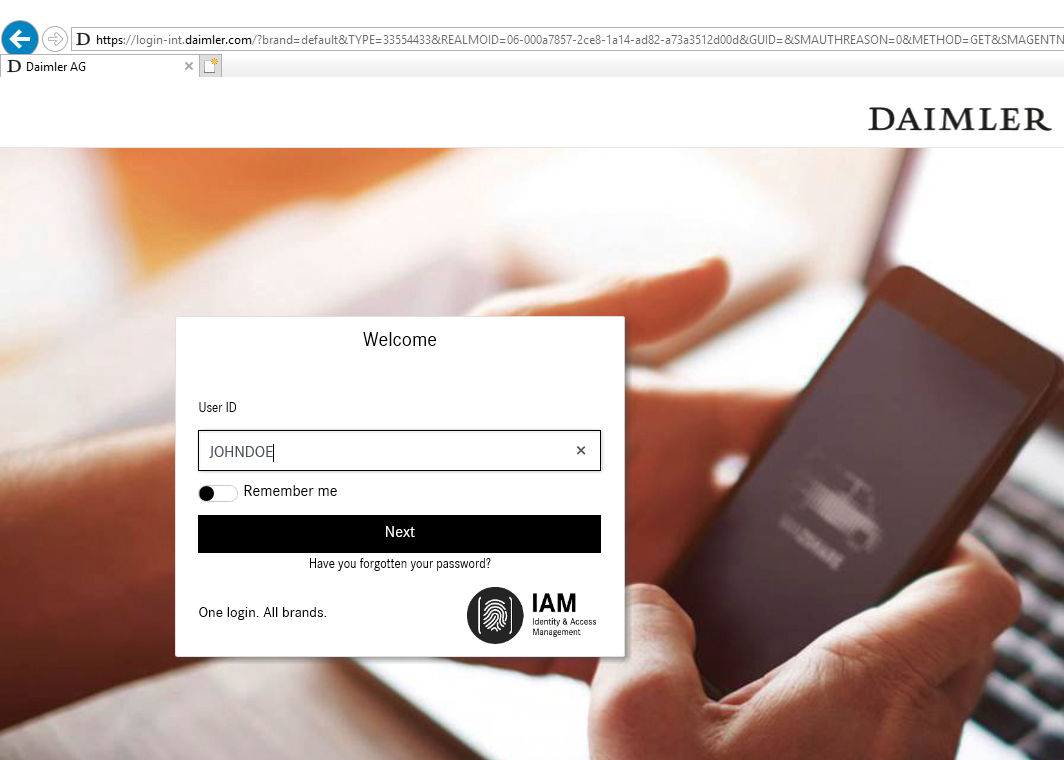 https://login-int.daimler.com/?brand=default&TYPE=33554433&REALMOID=06-000a7857-2ce8-1a14-ad82-a73a3512d00d&GUID=&SMAUTHREASON=0&METHOD=GET&SMAGENTN
Daimler AG
DAIMLER
Welcome
User ID
JOHNDOE
Remember me
Next
Have you forgotten your password?
One login. All brands.
IAM
Identity & Access
Management